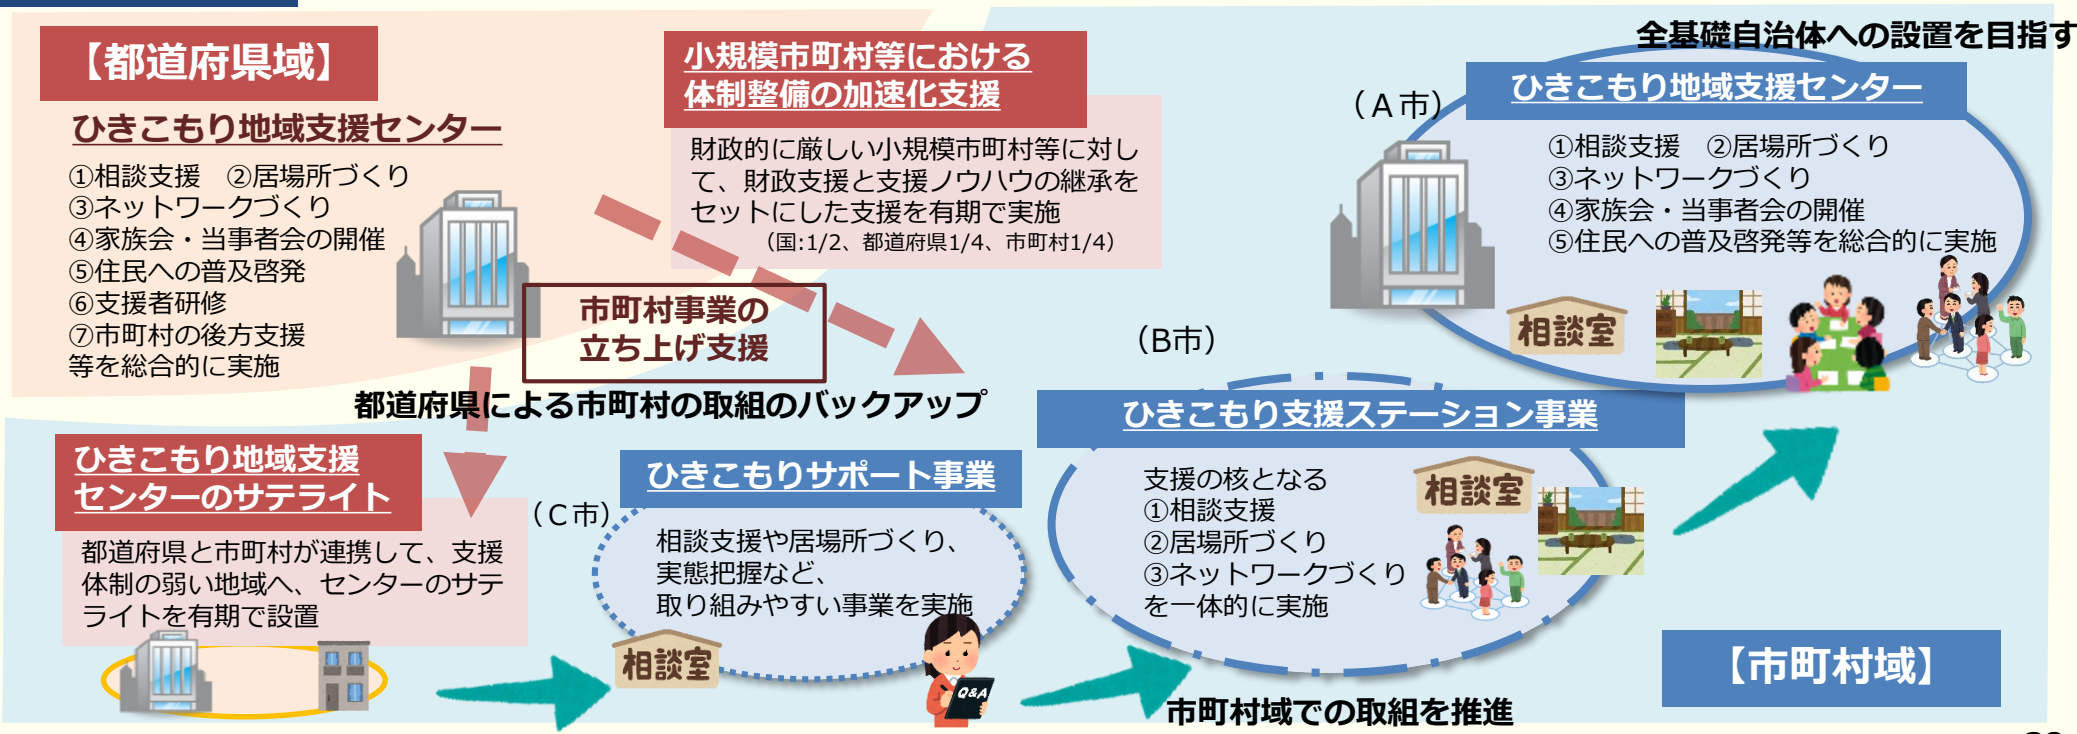 【都道府県域】
ひきこもり地域支援センター
①相談支援　②居場所づくり
③ネットワークづくり
④家族会・当事者会の開催
⑤住民への普及啓発
⑥支援者研修
⑦市町村の後方支援
等を総合的に実施
小規模市町村等における
体制整備の加速化支援
財政的に厳しい小規模市町村等に対し
て、財政支援と支援ノウハウの継承を
セットにした支援を有期で実施
（国:1/2、都道府県1/4、市町村1/4）
市町村事業の
立ち上げ支援
都道府県による市町村の取組のバックアップ
全基礎自治体への設置を目指す
（Ａ市）
ひきこもり地域支援センター
①相談支援　②居場所づくり
③ネットワークづくり
④家族会・当事者会の開催
⑤住民への普及啓発等を総合的に実施
相談室
ひきこもり地域支援
センターのサテライト
都道府県と市町村が連携して、支援
体制の弱い地域へ、センターのサテ
ライトを有期で設置
（Ｃ市）
ひきこもりサポート事業
相談支援や居場所づくり、
実態把握など、
取り組みやすい事業を実施
相談室
Q&A
（B市）
ひきこもり支援ステーション事業
支援の核となる
①相談支援
②居場所づくり
③ネットワークづくり
を一体的に実施
相談室
市町村域での取組を推進
【市町村域】